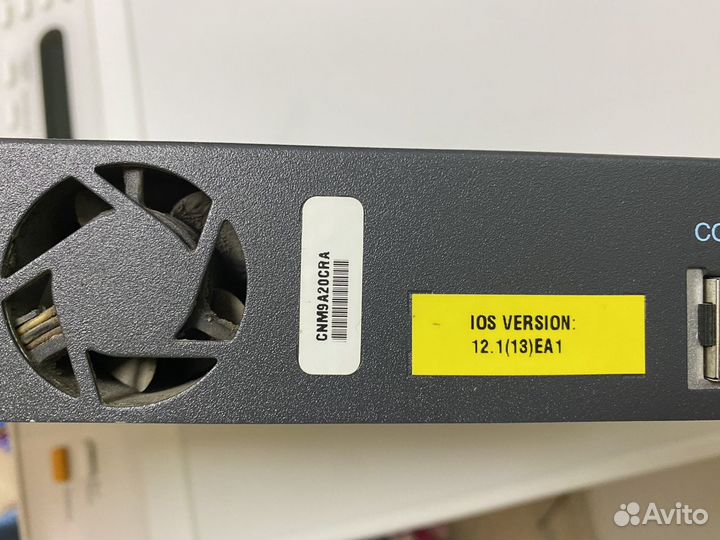 CNM9A20CRA
IOS VERSION:
12.1(13)EA1
CO
Avito